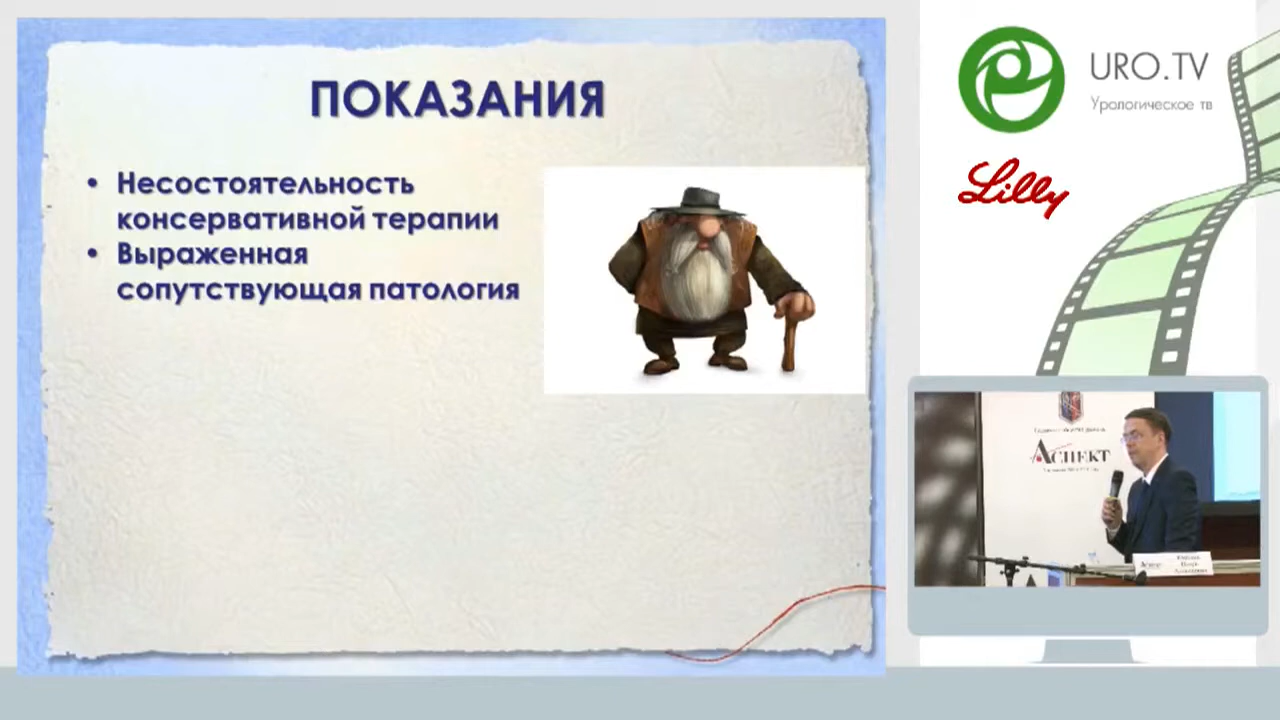 ПОКАЗАНИЯ
• Несостоятельность
консервативной терапии
• Выраженная
сопутствующая патология
URO.TV
Урологическое тв
Lilly
АСПЕКТ